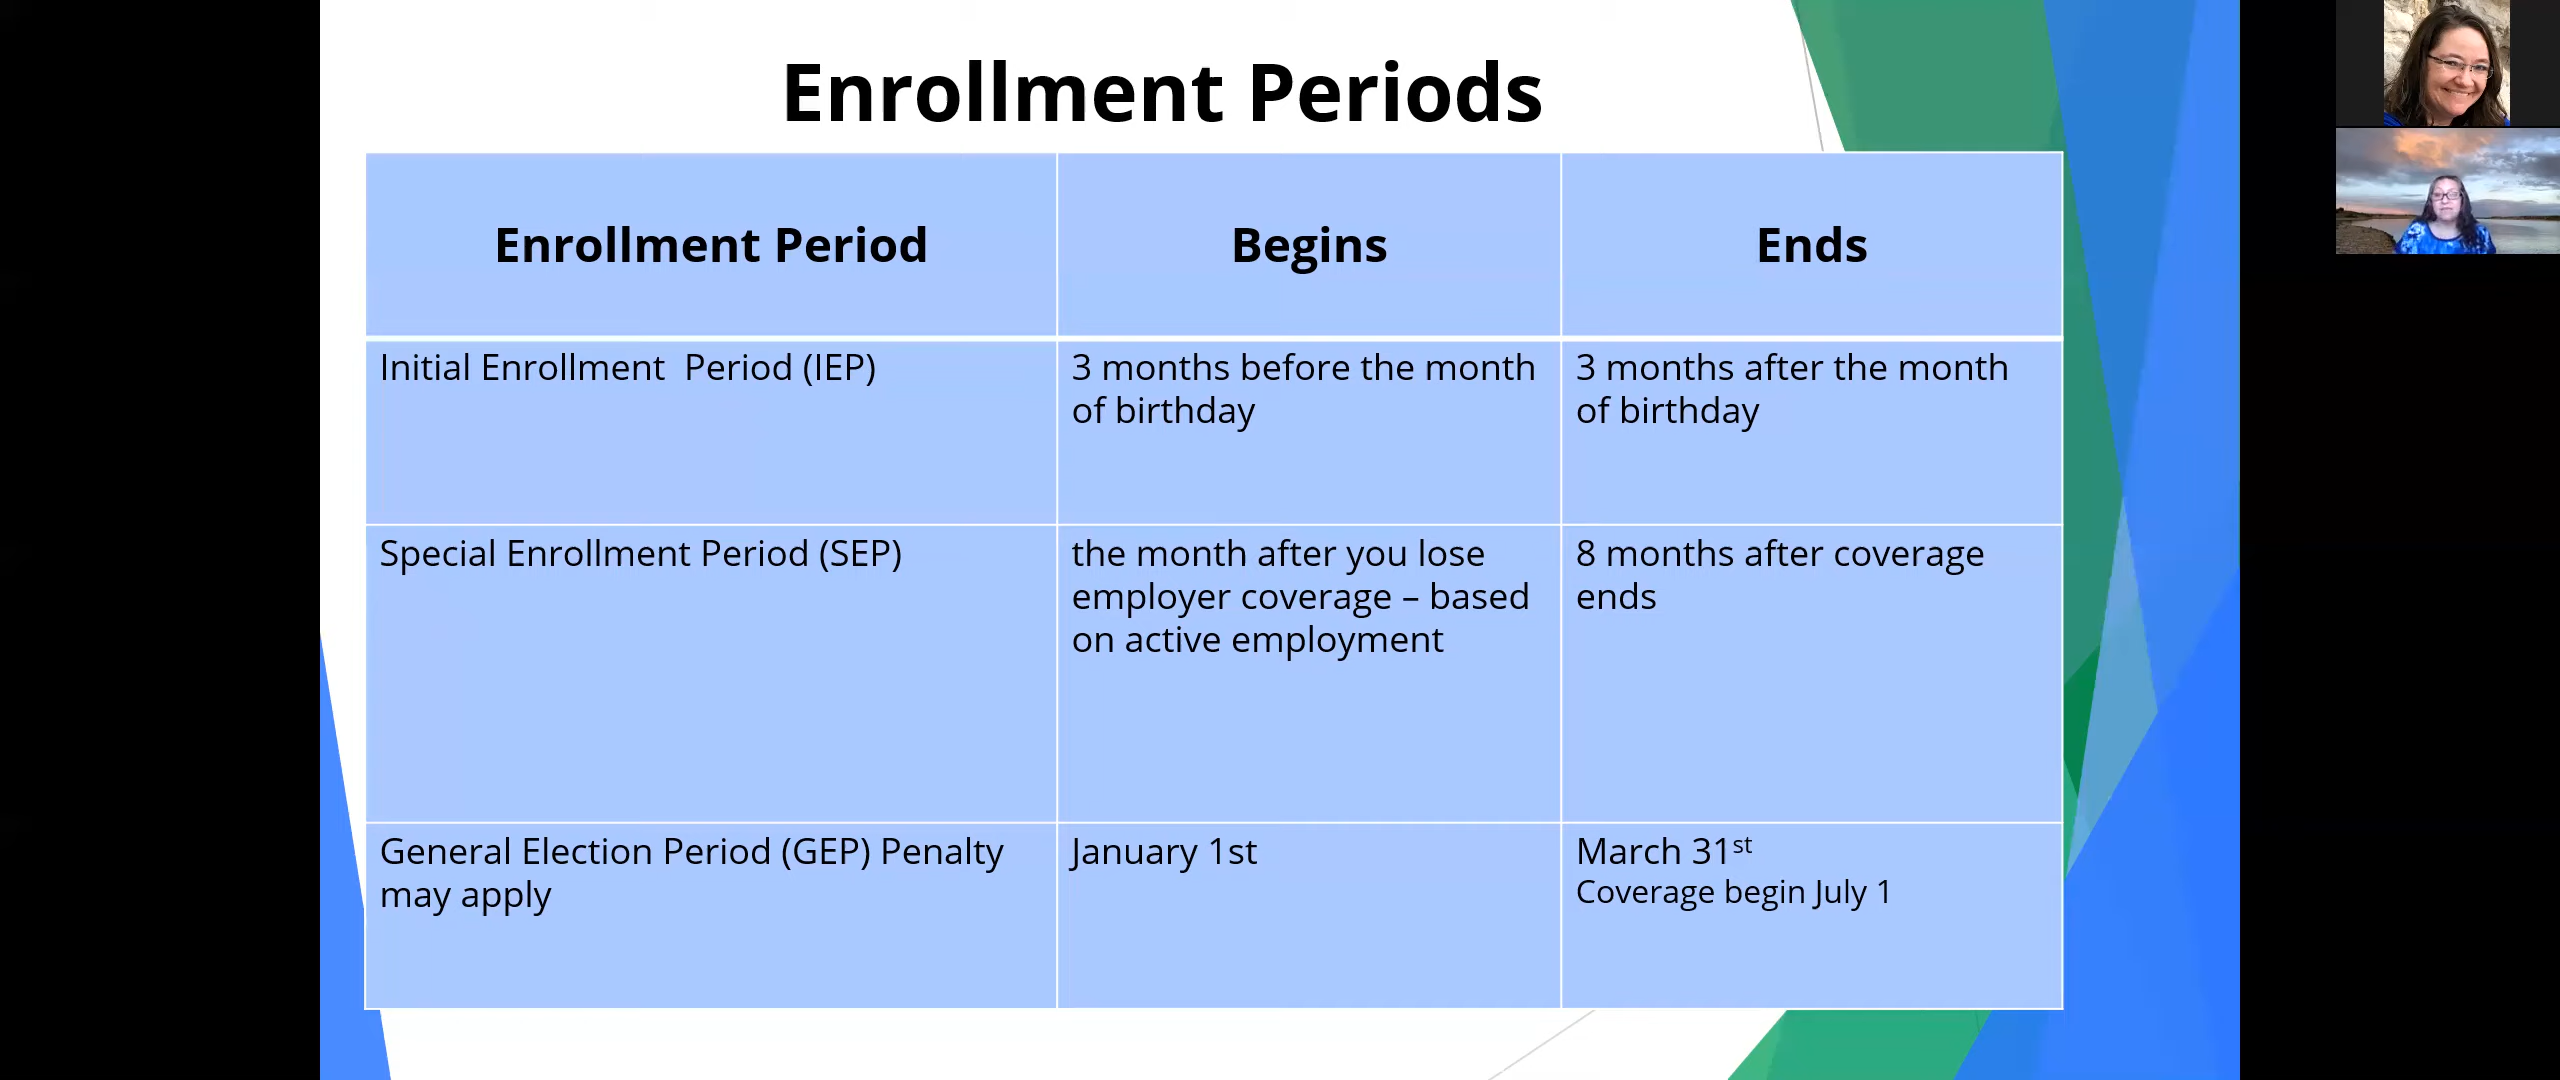 Enrollment Periods
Enrollment Period
Begins
Ends
Initial Enrollment  Period (IEP)
3 months before the month
of birthday
3 months after the month
of birthday
Special Enrollment Period (SEP)
the month after you lose
employer coverage – based
on active employment
8 months after coverage
ends
General Election Period (GEP) Penalty
may apply
January 1st
March 31st
Coverage begin July 1